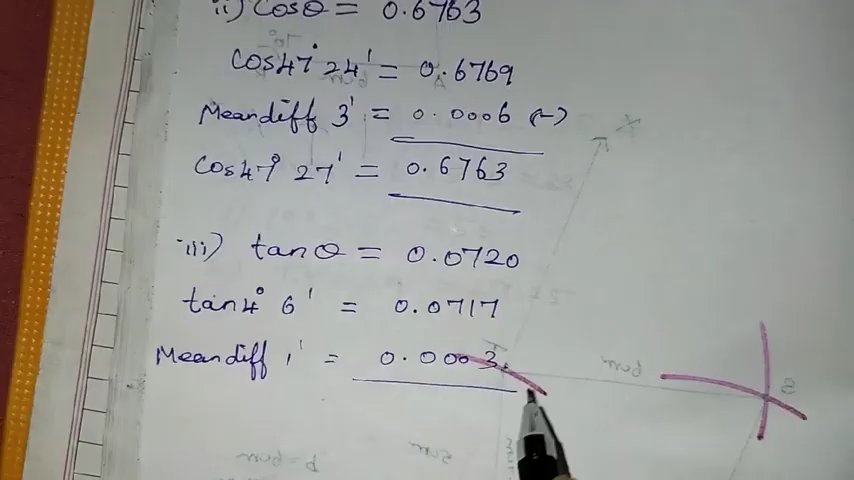 ii) Cosθ = 0.6763
Cos47° 24' = 0.6769
Meandiff 3' = 0.0006 (-)
Cos47° 27' = 0.6763
iii) tanθ = 0.0720
tan4° 6' = 0.0717
Meandiff 1' = 0.0003